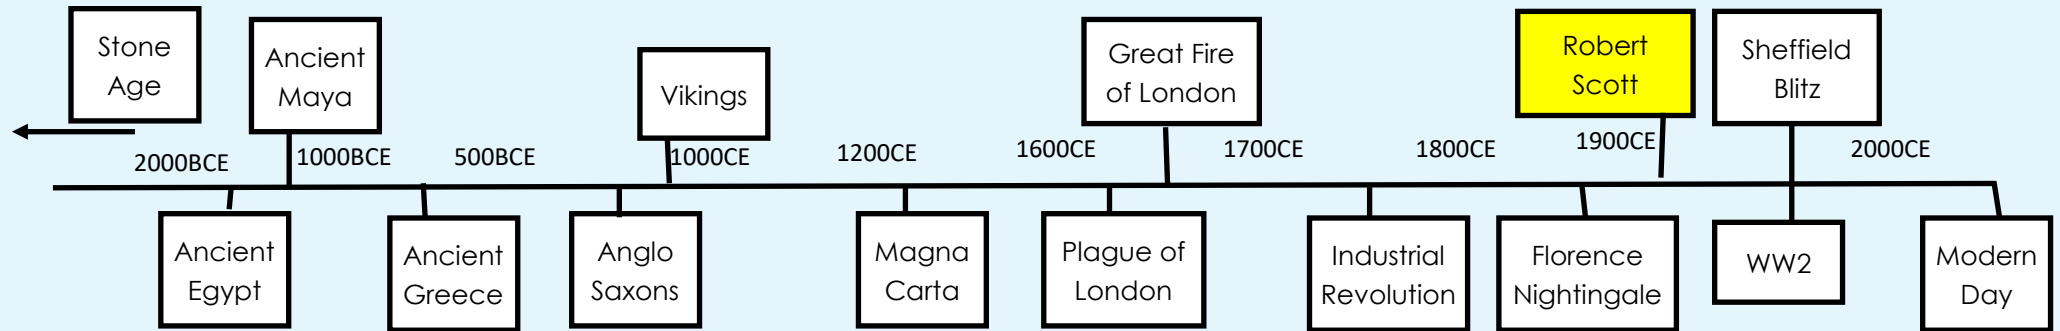 Stone
Age
Ancient
Maya
Vikings
Great Fire
of London
Robert
Scott
Sheffield
Blitz
2000BCE
1000BCE
500BCE
1000CE
1200CE
1600CE
1700CE
1800CE
1900CE
2000CE
Ancient
Egypt
Ancient
Greece
Anglo
Saxons
Magna
Carta
Plague of
London
Industrial
Revolution
Florence
Nightingale
WW2
Modern
Day